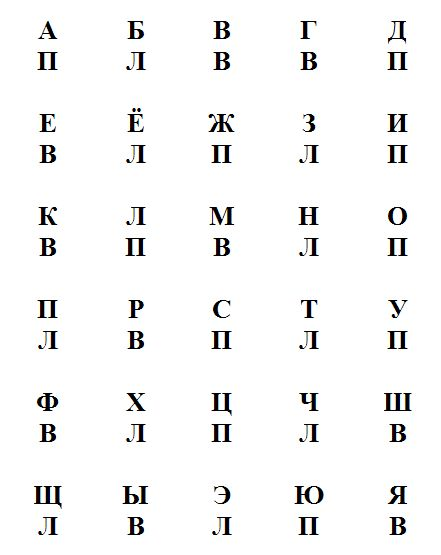 А Б В Г Д
П Л В В П
Е Ё Ж З И
В Л П Л П
К Л М Н О
В П В Л П
П Р С Т У
Л В П Л П
Ф Х Ц Ч Ш
В Л П Л В
Щ Ы Э Ю Я
Л В Л П В